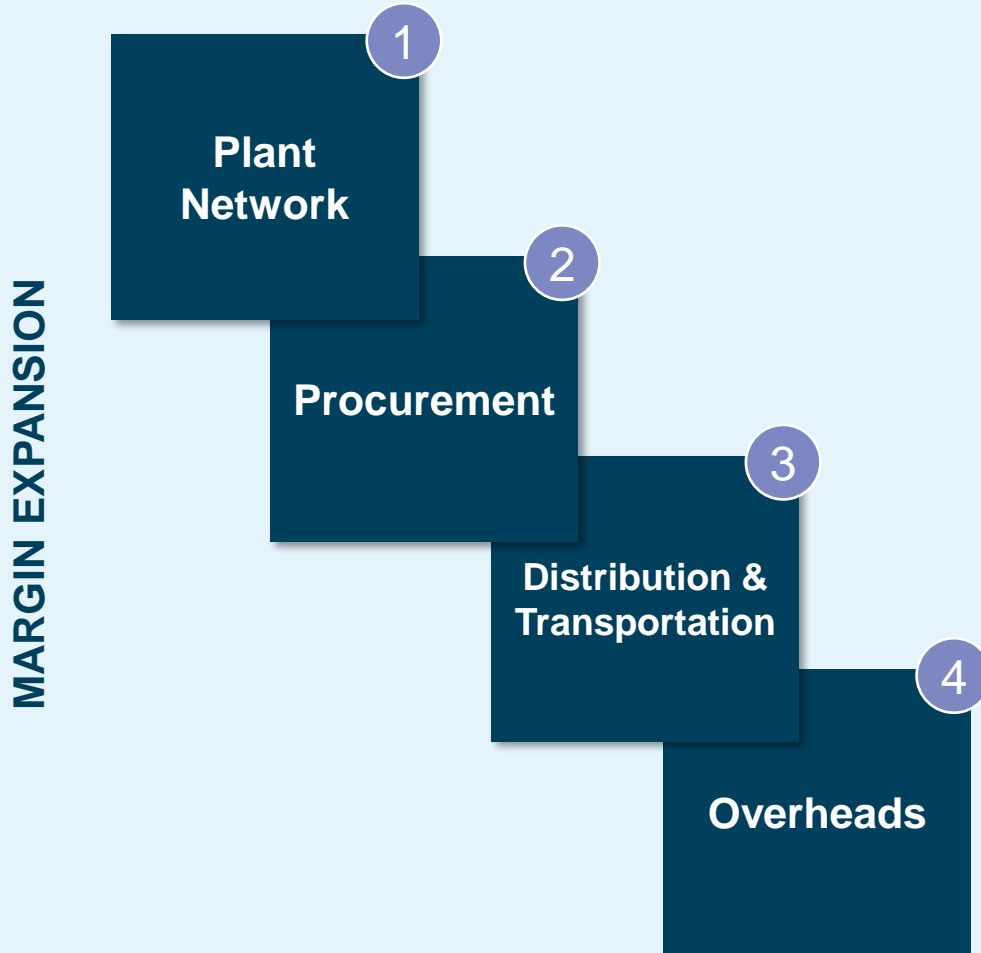 MARGIN EXPANSION
1
Plant
Network
2
Procurement
3
Distribution &
Transportation
4
Overheads